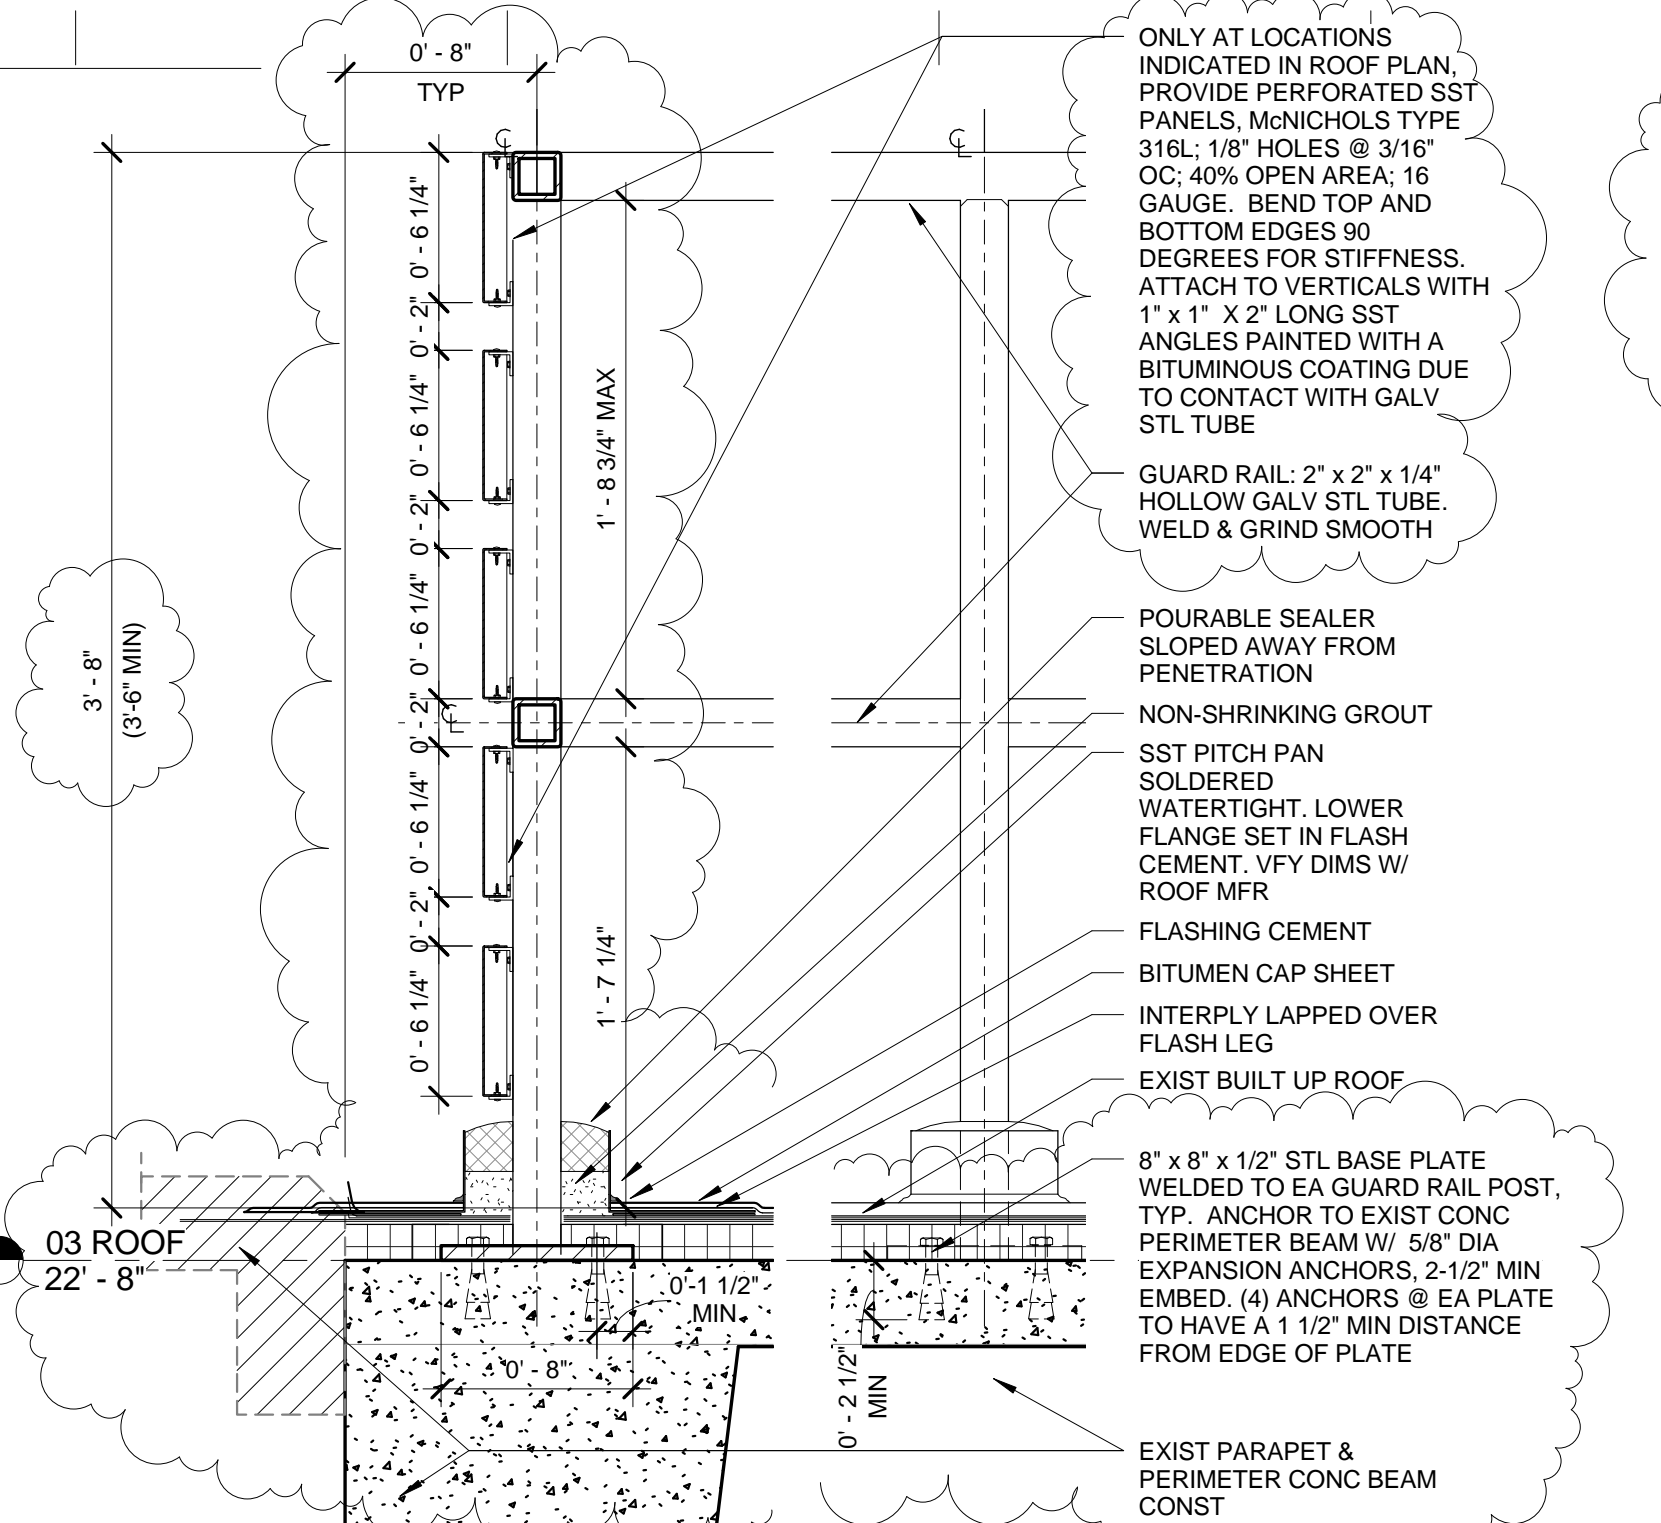 0' - 8"
TYP
℄
℄
℄
0' - 6 1/4"
0' - 2"
0' - 6 1/4"
0' - 2"
0' - 6 1/4"
0' - 2"
0' - 6 1/4"
0' - 2"
0' - 6 1/4"
1' - 8 3/4" MAX
1' - 7 1/4"
3' - 8"
(3'-6" MIN)
03 ROOF
22' - 8"
0'-1 1/2"
MIN
0' - 8"
0' - 2 1/2"
MIN
ONLY AT LOCATIONS
INDICATED IN ROOF PLAN,
PROVIDE PERFORATED SST
PANELS, McNICHOLS TYPE
316L; 1/8" HOLES @ 3/16"
OC; 40% OPEN AREA; 16
GAUGE. BEND TOP AND
BOTTOM EDGES 90
DEGREES FOR STIFFNESS.
ATTACH TO VERTICALS WITH
1" x 1" X 2" LONG SST
ANGLES PAINTED WITH A
BITUMINOUS COATING DUE
TO CONTACT WITH GALV
STL TUBE
GUARD RAIL: 2" x 2" x 1/4"
HOLLOW GALV STL TUBE.
WELD & GRIND SMOOTH
POURABLE SEALER
SLOPED AWAY FROM
PENETRATION
NON-SHRINKING GROUT
SST PITCH PAN
SOLDERED
WATERTIGHT. LOWER
FLANGE SET IN FLASH
CEMENT. VFY DIMS W/
ROOF MFR
FLASHING CEMENT
BITUMEN CAP SHEET
INTERPLY LAPPED OVER
FLASH LEG
EXIST BUILT UP ROOF
8" x 8" x 1/2" STL BASE PLATE
WELDED TO EA GUARD RAIL POST,
TYP. ANCHOR TO EXIST CONC
PERIMETER BEAM W/ 5/8" DIA
EXPANSION ANCHORS, 2-1/2" MIN
EMBED. (4) ANCHORS @ EA PLATE
TO HAVE A 1 1/2" MIN DISTANCE
FROM EDGE OF PLATE
EXIST PARAPET &
PERIMETER CONC BEAM
CONST